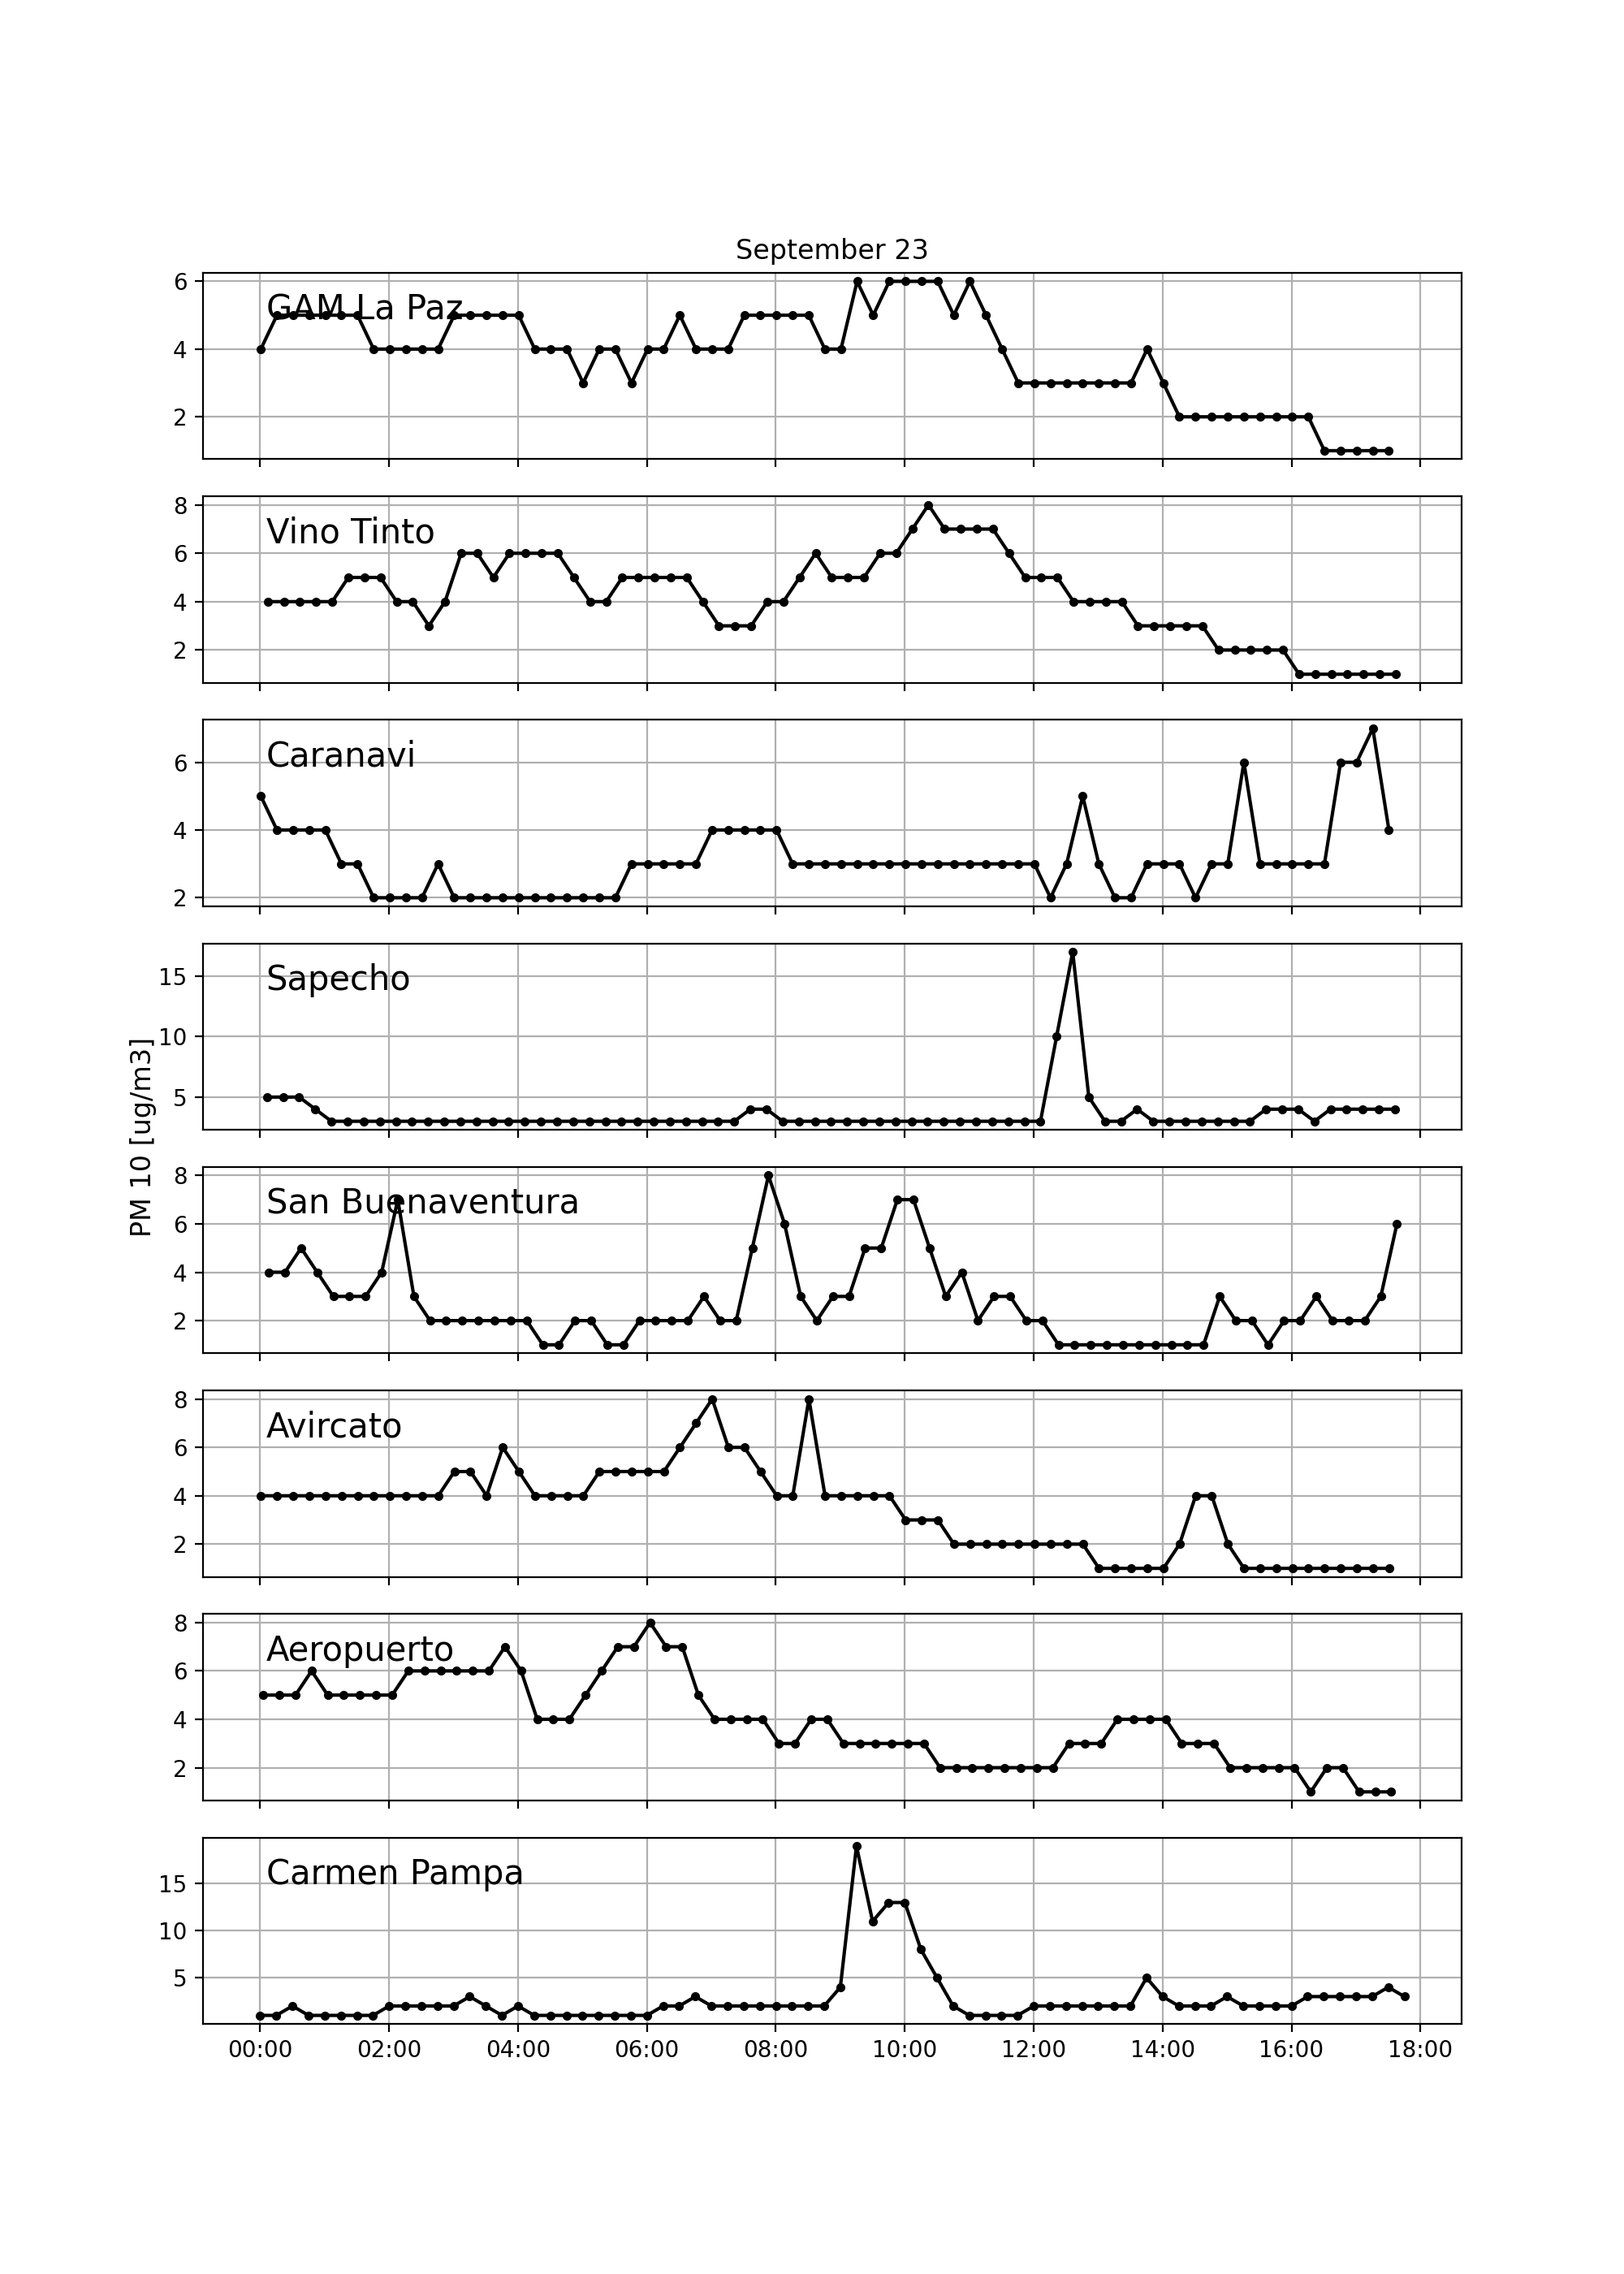 September 23
PM 10 [ug/m3]
6
4
2
GAM La Paz
8
6
4
2
Vino Tinto
6
4
2
Caranavi
15
10
5
Sapecho
8
6
4
2
San Buenaventura
8
6
4
2
Avircato
8
6
4
2
Aeropuerto
15
10
5
Carmen Pampa
00:00 02:00 04:00 06:00 08:00 10:00 12:00 14:00 16:00 18:00